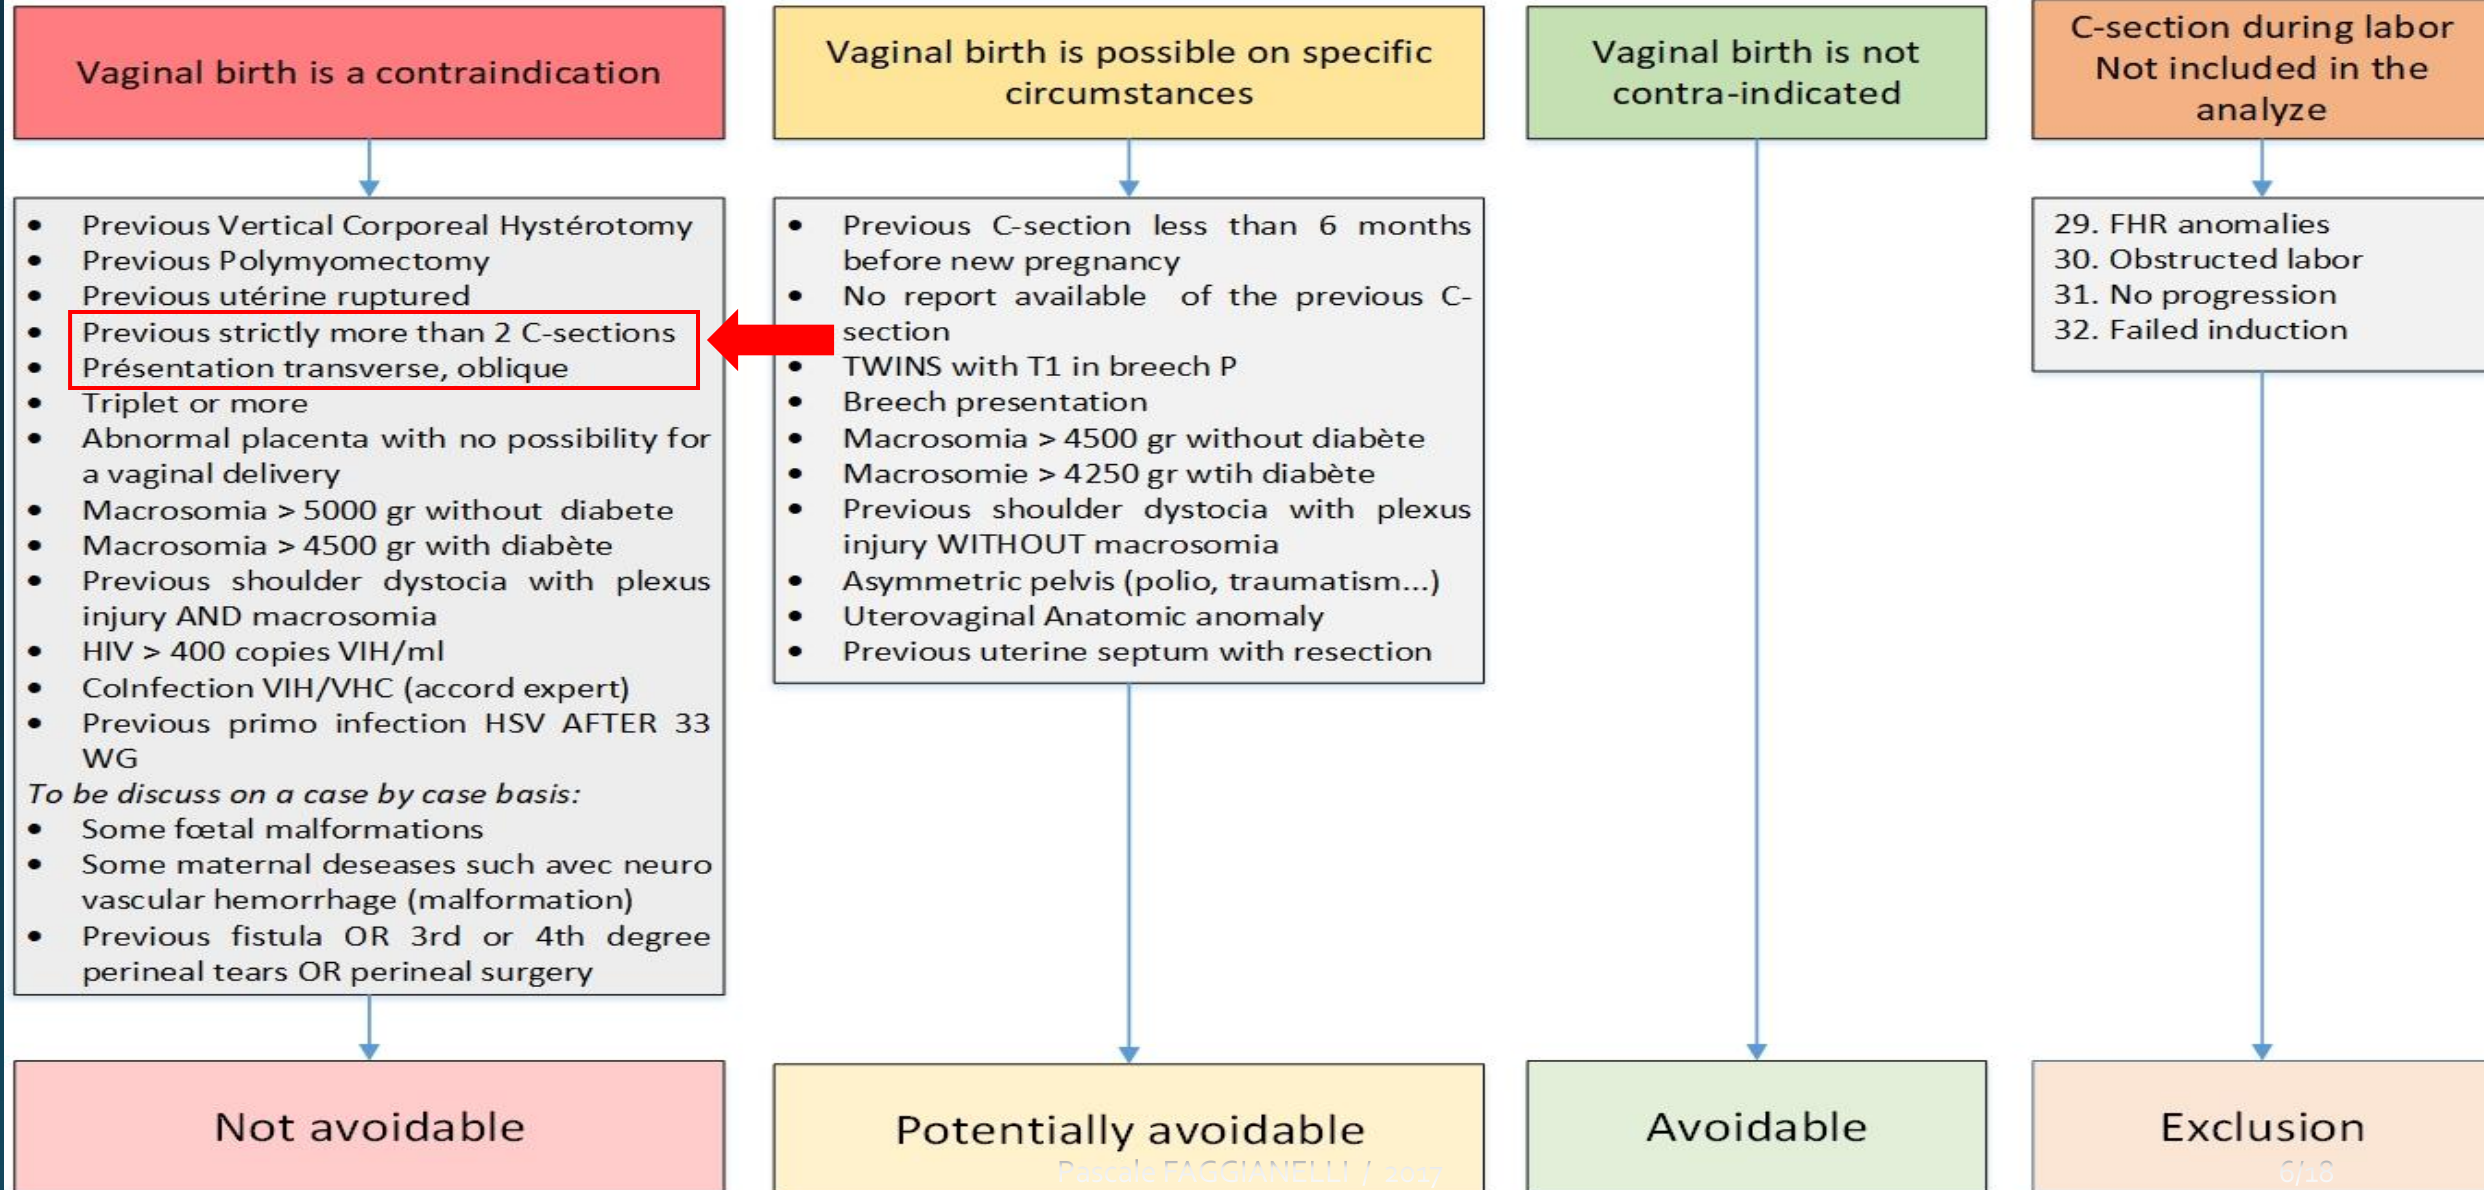 Vaginal birth is a contraindication
Vaginal birth is possible on specific
circumstances
Vaginal birth is not
contra-indicated
C-section during labor
Not included in the
analyze
• Previous Vertical Corporeal Hystérotomy
• Previous Polymyomectomy
• Previous utérine ruptured
• Previous strictly more than 2 C-sections
• Présentation transverse, oblique
• Triplet or more
• Abnormal placenta with no possibility for
a vaginal delivery
• Macrosomia > 5000 gr without diabete
• Macrosomia > 4500 gr with diabète
• Previous shoulder dystocia with plexus
injury AND macrosomia
• HIV > 400 copies VIH/ml
• CoInfection VIH/VHC (accord expert)
• Previous primo infection HSV AFTER 33
WG
To be discuss on a case by case basis:
• Some fœtal malformations
• Some maternal deseases such avec neuro
vascular hemorrhage (malformation)
• Previous fistula OR 3rd or 4th degree
perineal tears OR perineal surgery
• Previous C-section less than 6 months
before new pregnancy
• No report available of the previous C-
section
• TWINS with T1 in breech P
• Breech presentation
• Macrosomia > 4500 gr without diabète
• Macrosomie > 4250 gr wtih diabète
• Previous shoulder dystocia with plexus
injury WITHOUT macrosomia
• Asymmetric pelvis (polio, traumatism...)
• Uterovaginal Anatomic anomaly
• Previous uterine septum with resection
29. FHR anomalies
30. Obstructed labor
31. No progression
32. Failed induction
Not avoidable
Potentially avoidable
Avoidable
Exclusion
Pascale FAGGIANELLI / 2017
6/18